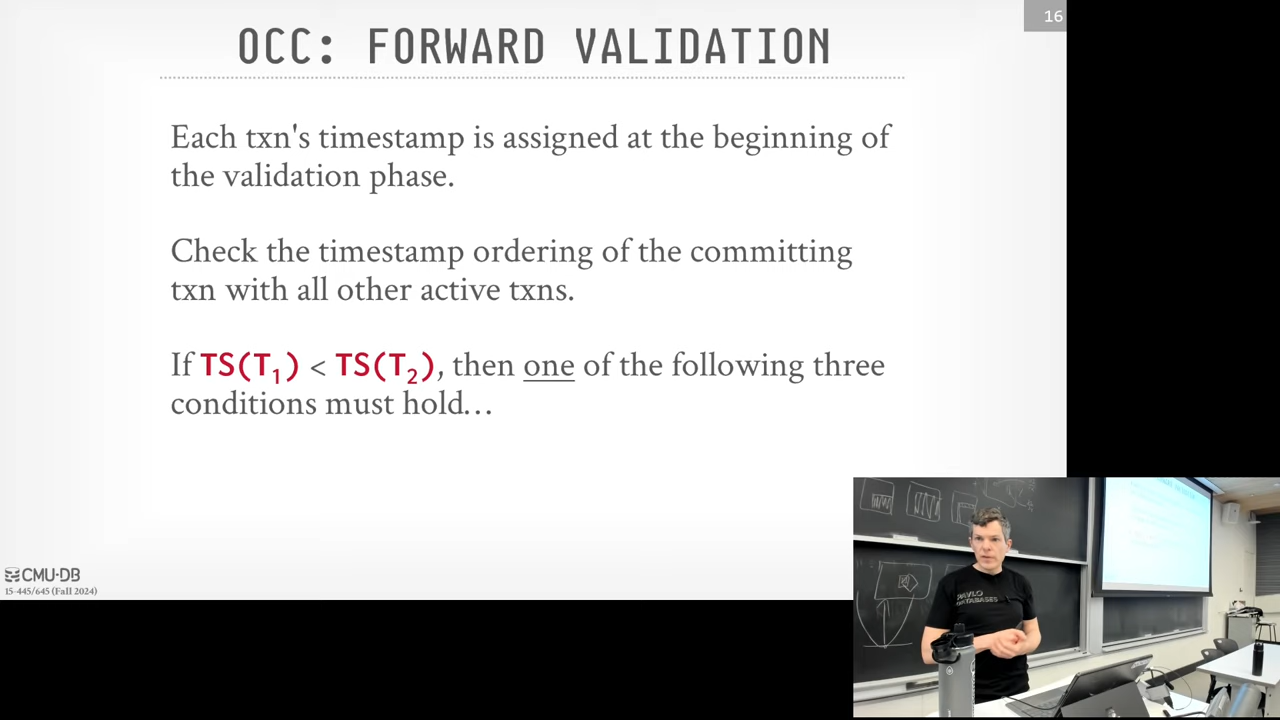 16
OCC: FORWARD VALIDATION
Each txn's timestamp is assigned at the beginning of
the validation phase.
Check the timestamp ordering of the committing
txn with all other active txns.
If TS(T₁) < TS(T₂), then one of the following three
conditions must hold…
CMU·DB
15-445/645 (Fall 2024)